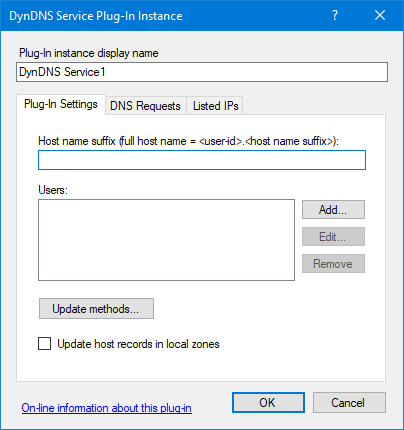 DynDNS Service Plug-In Instance
Plug-In instance display name
DynDNS Service1
Plug-In Settings DNS Requests Listed IPs
Host name suffix (full host name = <user-id>.<host name suffix>):
Users:
Add...
Edit...
Remove
Update methods...
Update host records in local zones
On-line information about this plug-in
OK
Cancel